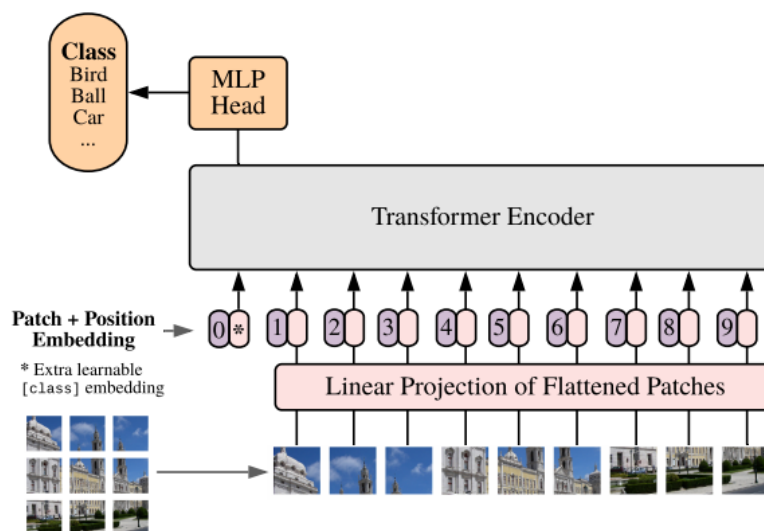 Class
Bird
Ball
Car
...
MLP
Head
Transformer Encoder
Patch + Position
Embedding
0 * 1 2 3 4 5 6 7 8 9
* Extra learnable
[class] embedding
Linear Projection of Flattened Patches